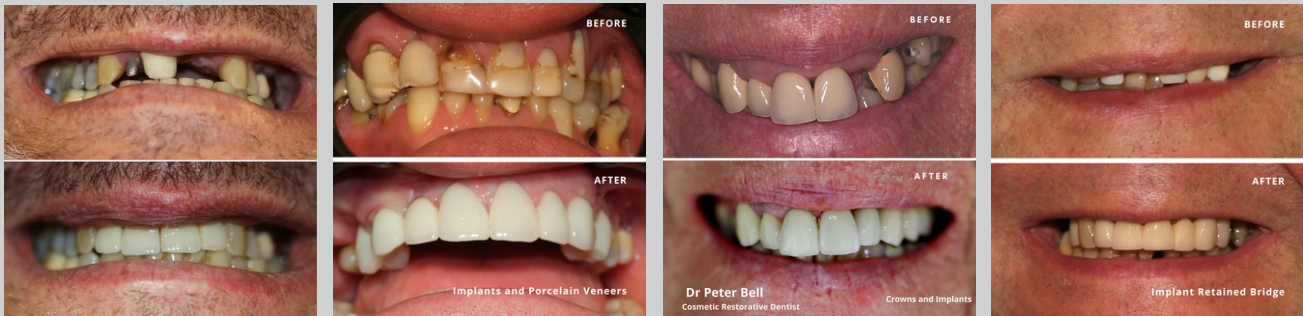 BEFORE
AFTER
Implants and Porcelain Veneers
BEFORE
AFTER
Dr Peter Bell
Cosmetic Restorative Dentist
Crowns and Implants
BEFORE
AFTER
Implant Retained Bridge